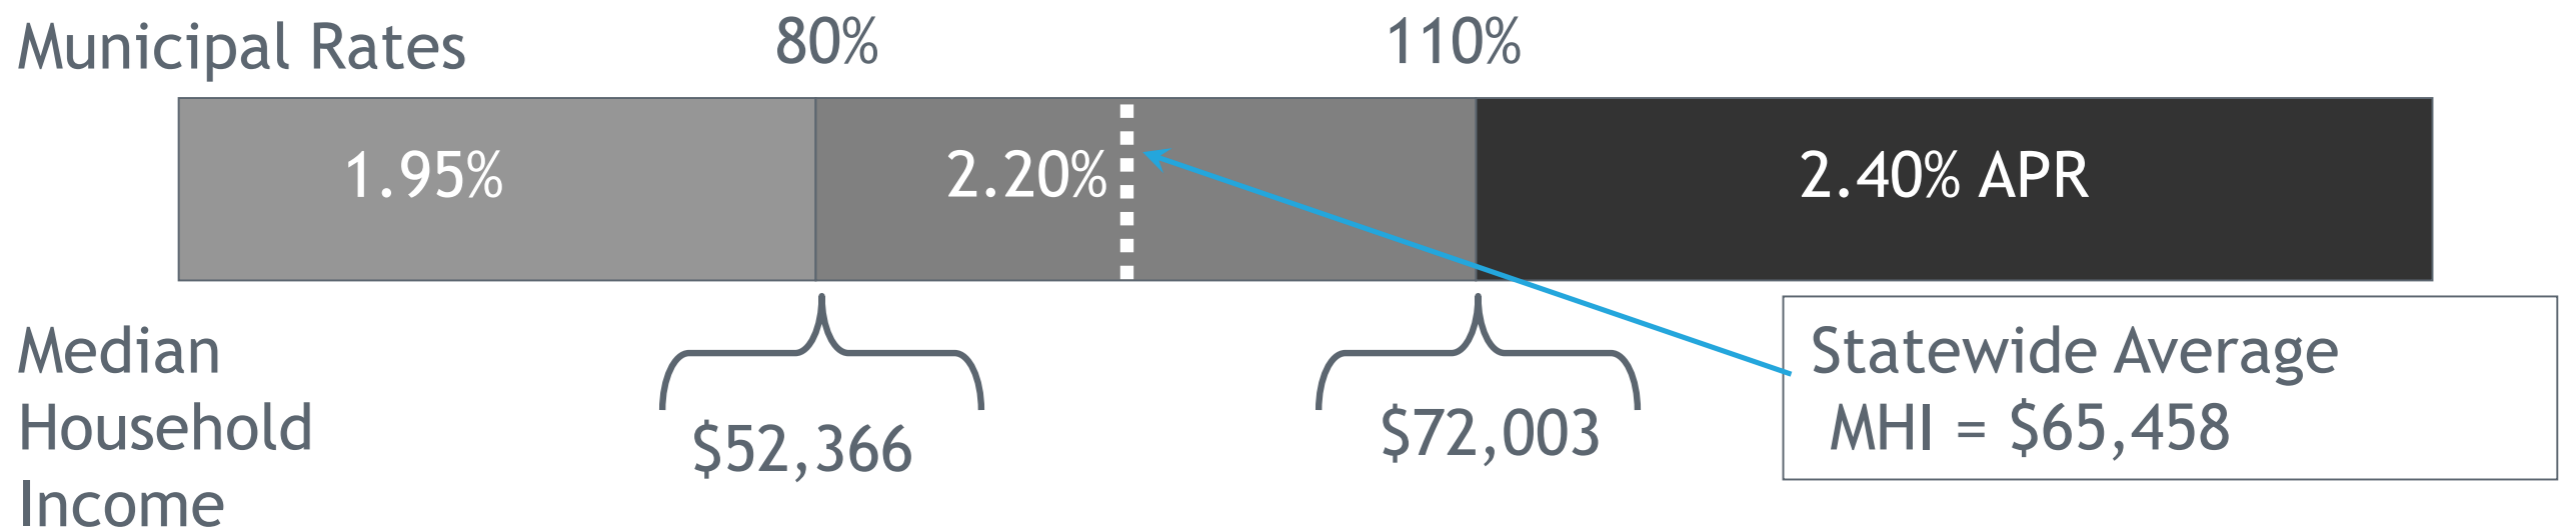 Municipal Rates
80%
110%
1.95%
2.20%
2.40% APR
Median
Household
Income
$52,366
$72,003
Statewide Average
MHI = $65,458